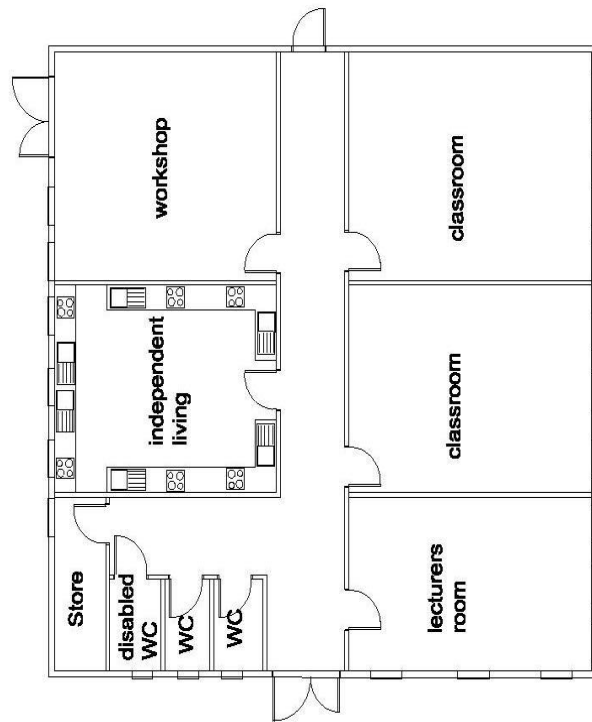 Store
disabled
WC
WC
WC
independent
living
workshop
lecturers
room
classroom
classroom